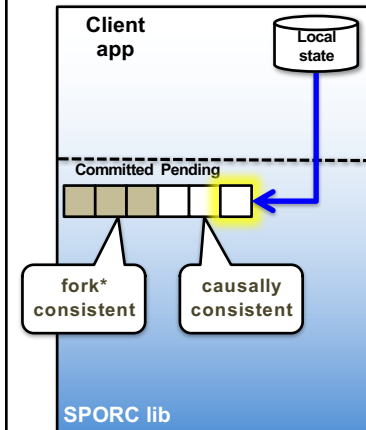 Client
app
Local
state
Committed Pending
fork*
consistent
causally
consistent
SPORC lib